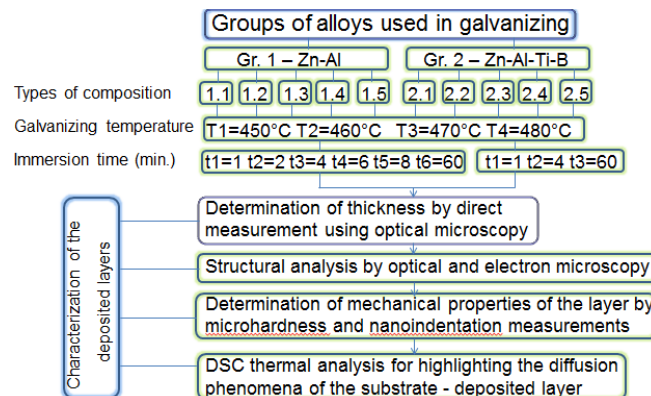 Groups of alloys used in galvanizing
Gr. 1 – Zn-Al
Gr. 2 – Zn-Al-Ti-B
Types of composition
1.1 1.2 1.3 1.4 1.5 2.1 2.2 2.3 2.4 2.5
Galvanizing temperature
T1=450°C T2=460°C T3=470°C T4=480°C
Immersion time (min.)
t1=1 t2=2 t3=4 t4=6 t5=8 t6=60
t1=1 t2=4 t3=60
Characterization of the
deposited layers
Determination of thickness by direct
measurement using optical microscopy
Structural analysis by optical and electron microscopy
Determination of mechanical properties of the layer by
microhardness and nanoindentation measurements
DSC thermal analysis for highlighting the diffusion
phenomena of the substrate - deposited layer